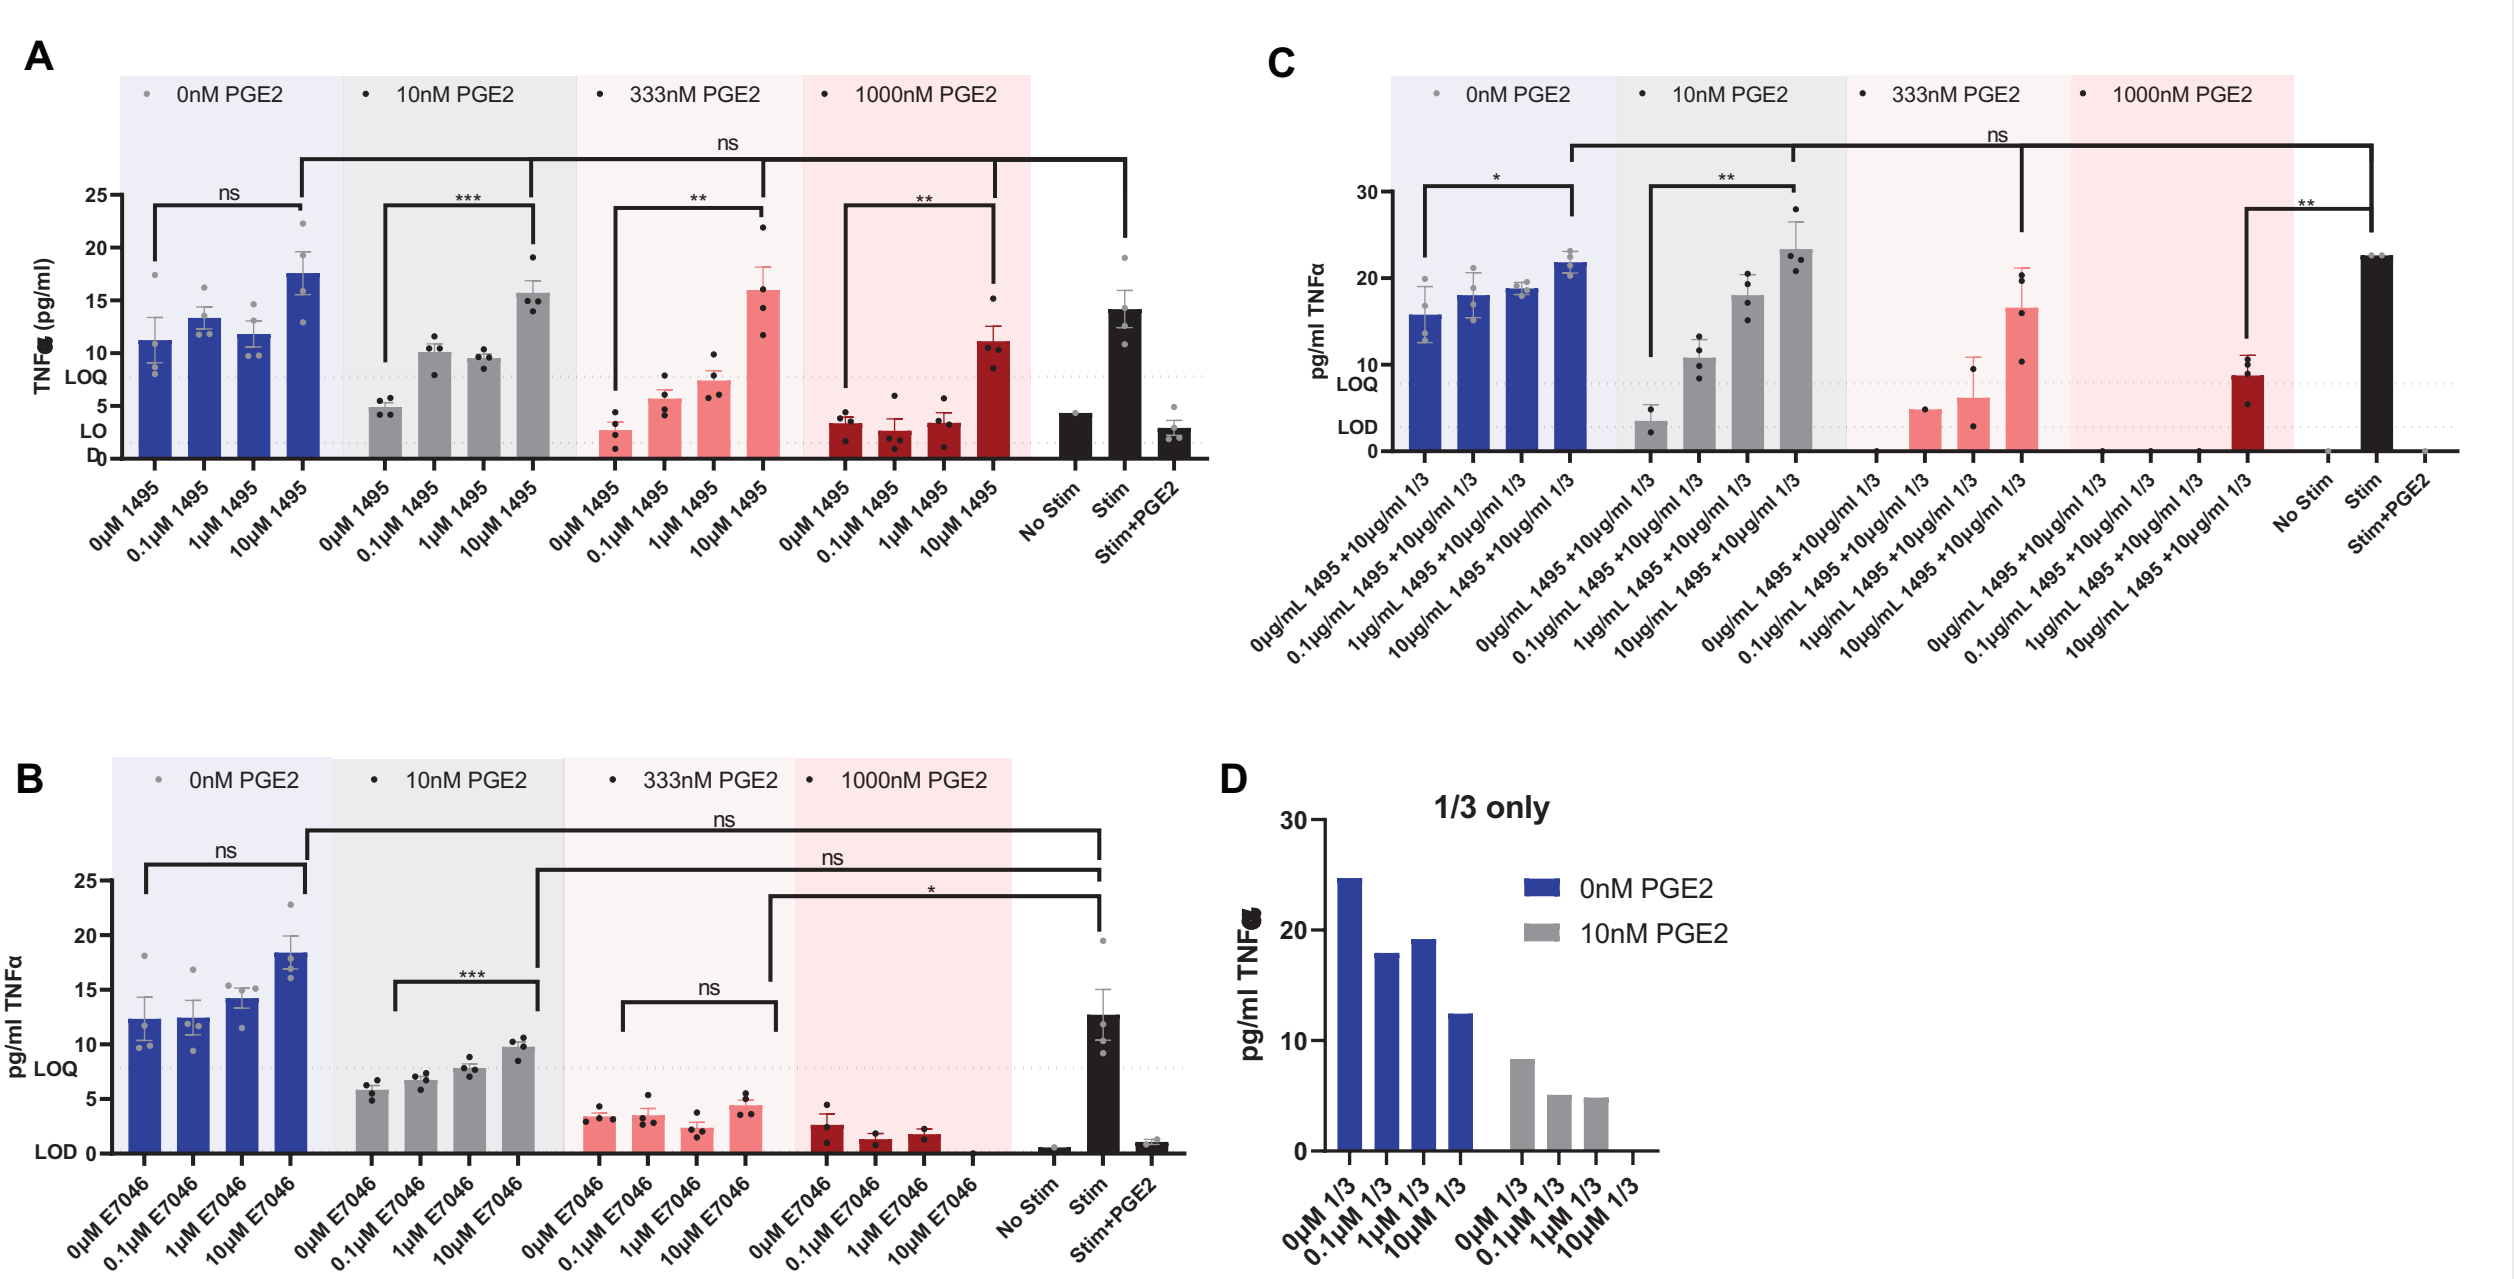 A
0nM PGE2
10nM PGE2
333nM PGE2
1000nM PGE2
ns
ns
***
**
**
TNFα (pg/ml)
25
20
15
10
LOQ
5
LO
D
0
0µM 1495
0.1µM 1495
1µM 1495
10µM 1495
0µM 1495
0.1µM 1495
1µM 1495
10µM 1495
0µM 1495
0.1µM 1495
1µM 1495
10µM 1495
0µM 1495
0.1µM 1495
1µM 1495
10µM 1495
No Stim
Stim
Stim+PGE2
C
0nM PGE2
10nM PGE2
333nM PGE2
1000nM PGE2
ns
*
**
**
pg/ml TNFα
30
20
10
LOQ
LOD
0
0µg/mL 1495 +10µg/ml 1/3
0.1µg/mL 1495 +10µg/ml 1/3
1µg/mL 1495 +10µg/ml 1/3
10µg/mL 1495 +10µg/ml 1/3
0µg/mL 1495 +10µg/ml 1/3
0.1µg/mL 1495 +10µg/ml 1/3
1µg/mL 1495 +10µg/ml 1/3
10µg/mL 1495 +10µg/ml 1/3
0µg/mL 1495 +10µg/ml 1/3
0.1µg/mL 1495 +10µg/ml 1/3
1µg/mL 1495 +10µg/ml 1/3
10µg/mL 1495 +10µg/ml 1/3
0µg/mL 1495 +10µg/ml 1/3
0.1µg/mL 1495 +10µg/ml 1/3
1µg/mL 1495 +10µg/ml 1/3
10µg/mL 1495 +10µg/ml 1/3
No Stim
Stim
Stim+PGE2
B
0nM PGE2
10nM PGE2
333nM PGE2
1000nM PGE2
ns
ns
ns
*
***
ns
pg/ml TNFα
25
20
15
10
LOQ
5
LOD
0
0µM E7046
0.1µM E7046
1µM E7046
10µM E7046
0µM E7046
0.1µM E7046
1µM E7046
10µM E7046
0µM E7046
0.1µM E7046
1µM E7046
10µM E7046
0µM E7046
0.1µM E7046
1µM E7046
10µM E7046
No Stim
Stim
Stim+PGE2
D
1/3 only
0nM PGE2
10nM PGE2
pg/ml TNFα
30
20
10
0
0µM 1/3
0.1µM 1/3
1µM 1/3
10µM 1/3
0µM 1/3
0.1µM 1/3
1µM 1/3
10µM 1/3